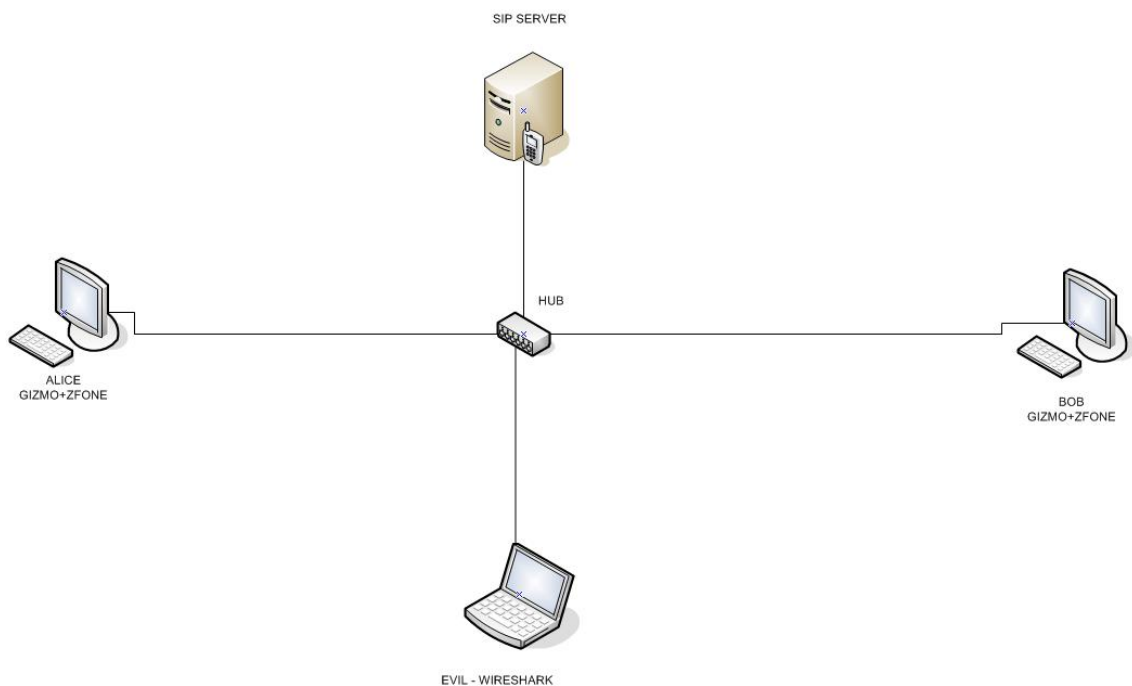 SIP SERVER
HUB
ALICE
GIZMO+ZFONE
BOB
GIZMO+ZFONE
EVIL - WIRESHARK